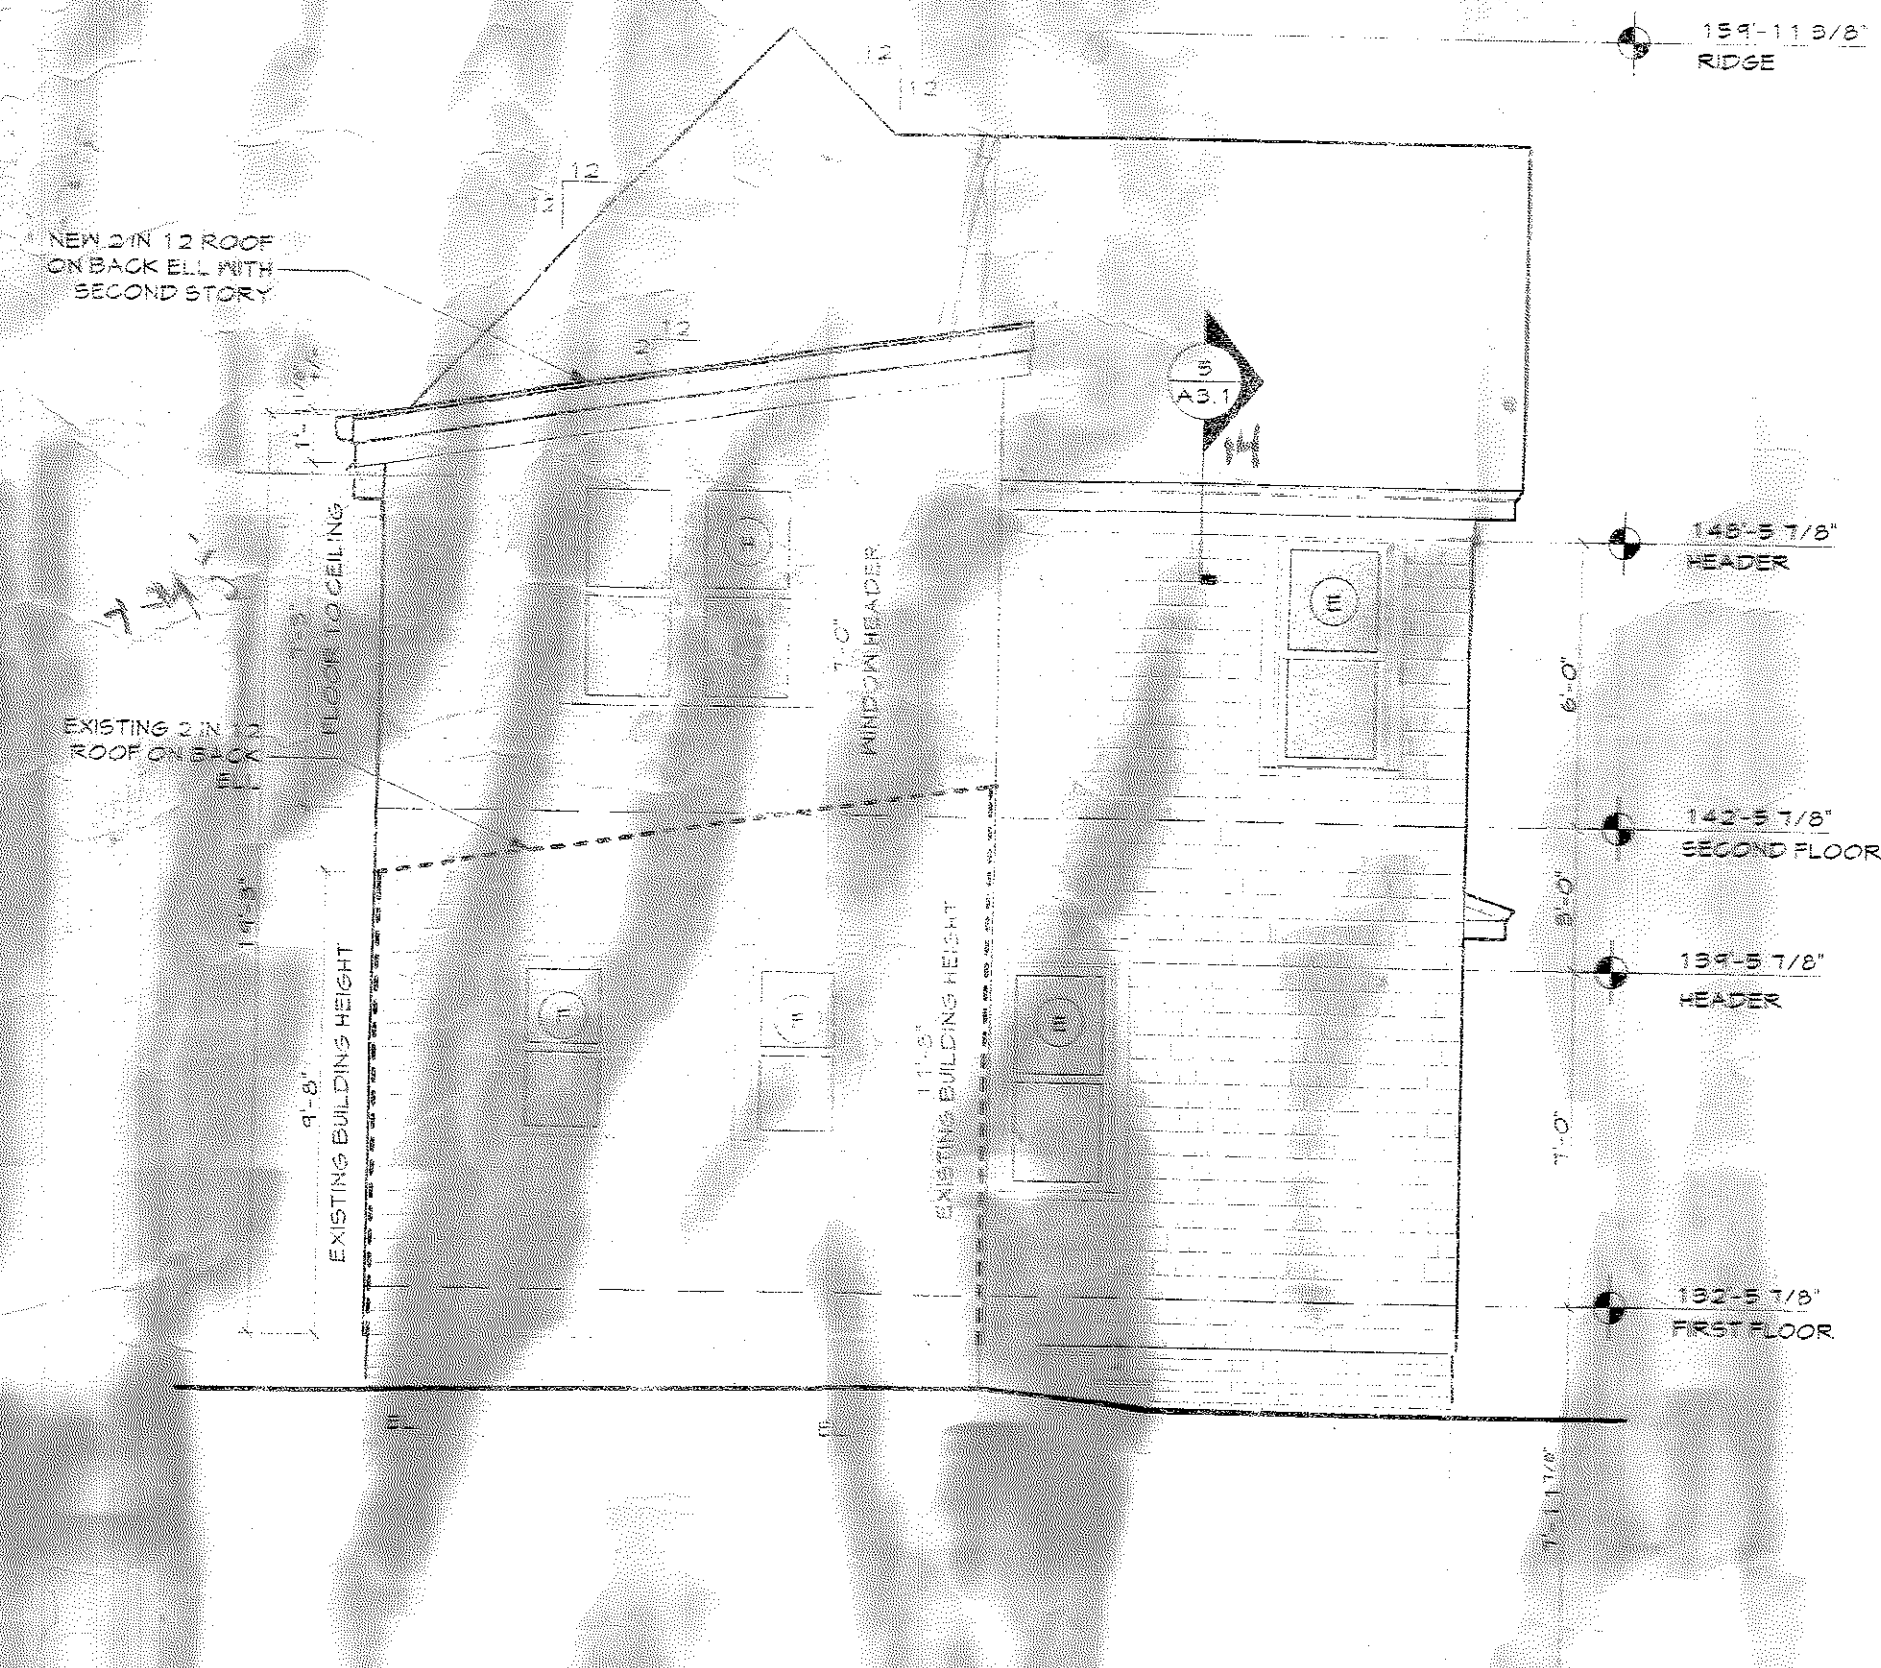 159'-11 3/8"
RIDGE
12
12
12
12
NEW 2 IN 12 ROOF
ON BACK ELL WITH
SECOND STORY
12
2
5
A3.1
14
148'-5 7/8"
HEADER
FLOOR TO CEILING
E
7'-0"
WINDOW HEADER
E
6'-0"
EXISTING 2 IN 12
ROOF ON BACK
142'-5 7/8"
SECOND FLOOR
3'-0"
19'-3"
139'-5 7/8"
HEADER
9'-8"
EXISTING BUILDING HEIGHT
E
E
11'-8"
EXISTING BUILDING HEIGHT
E
7'-0"
132'-5 7/8"
FIRST FLOOR
E
E